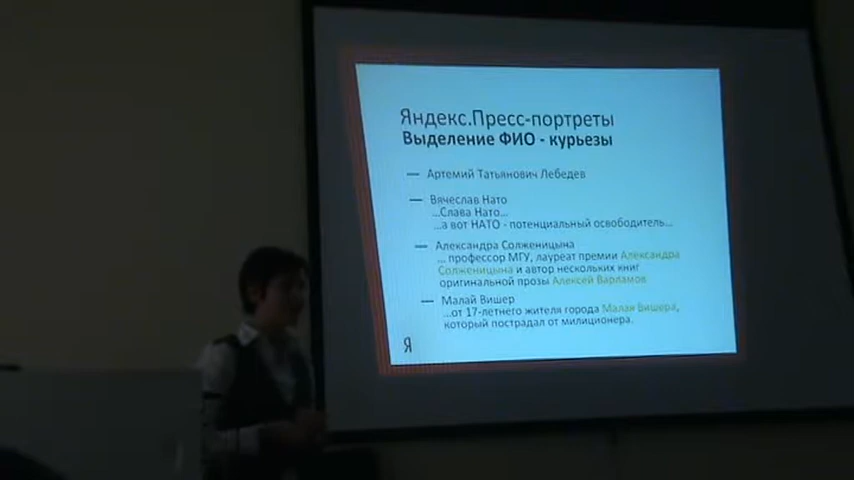 Яндекс.Пресс-портреты
Выделение ФИО - курьезы
— Артемий Татьянович Лебедев
— Вячеслав Нато
...Слава Нато...
...а вот НАТО - потенциальный освободитель...
— Александра Солженицына
... профессор МГУ, лауреат премии Александра
Солженицына и автор нескольких книг
оригинальной прозы Алексей Варламов
— Малай Вишер
...от 17-летнего жителя города Малая Вишера,
который пострадал от милиционера.
Я